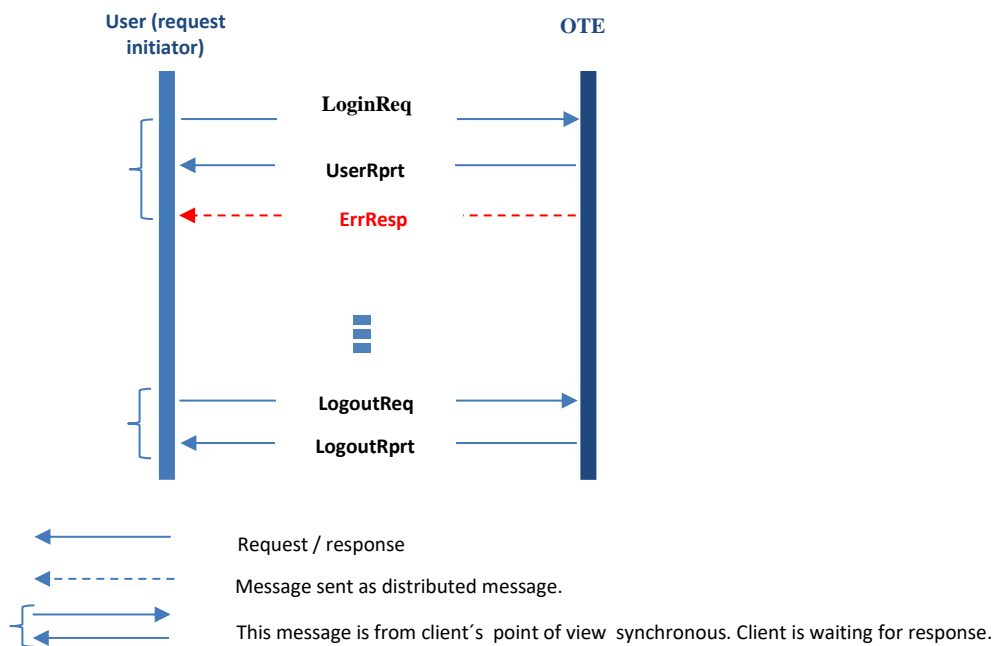 User (request
initiator)
OTE
LoginReq
UserRprt
ErrResp
LogoutReq
LogoutRprt
Request / response
Message sent as distributed message.
This message is from client´s point of view synchronous. Client is waiting for response.